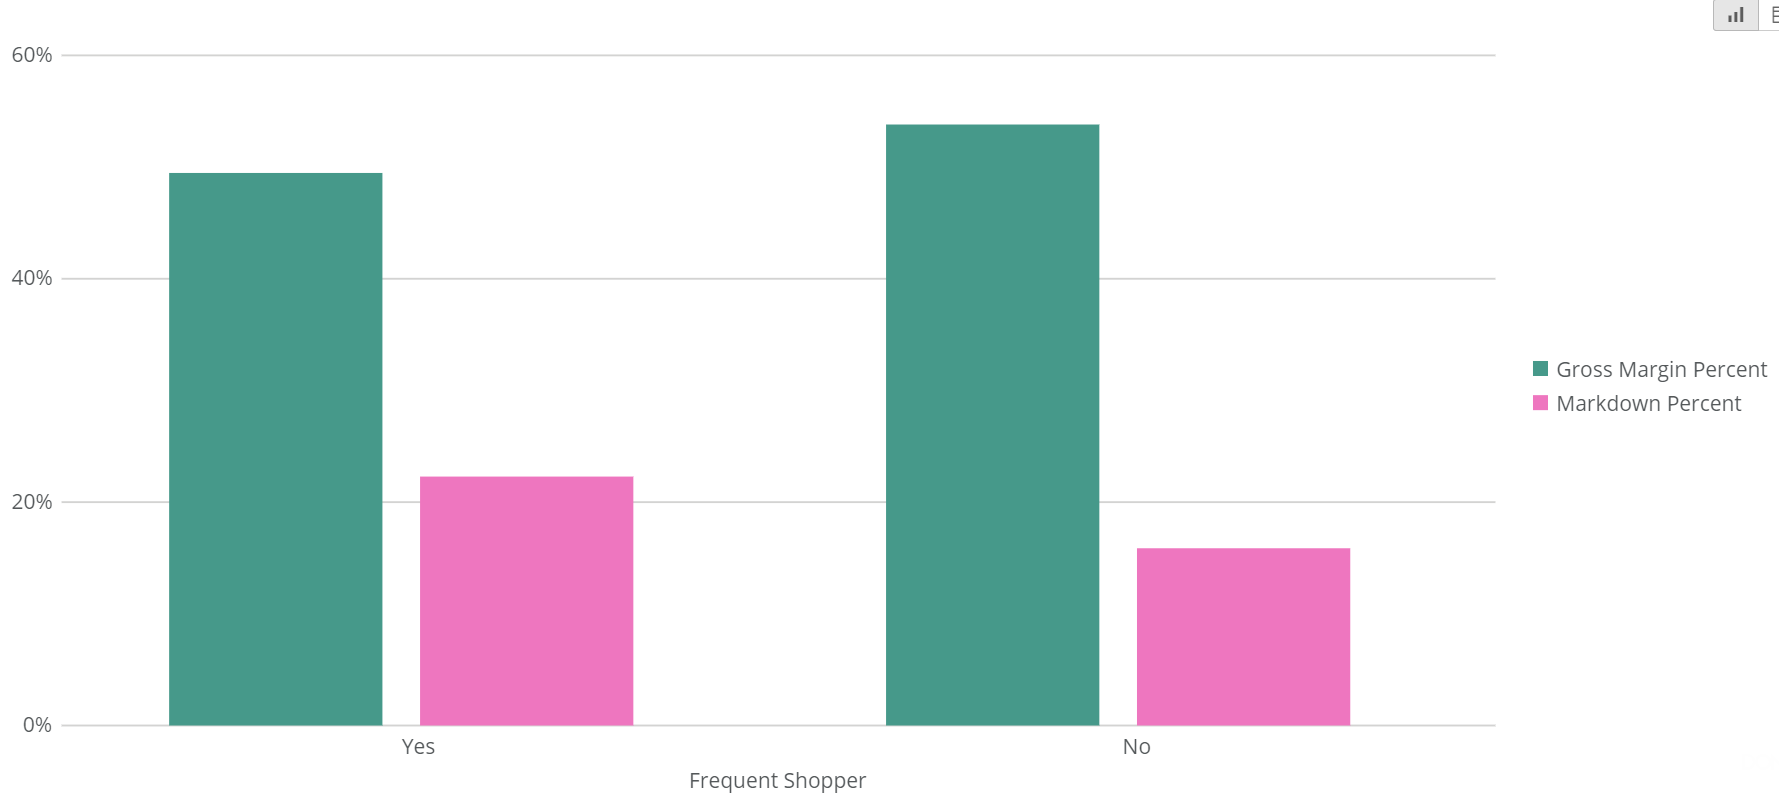 60%
40%
20%
0%
Yes
No
Frequent Shopper
Gross Margin Percent
Markdown Percent